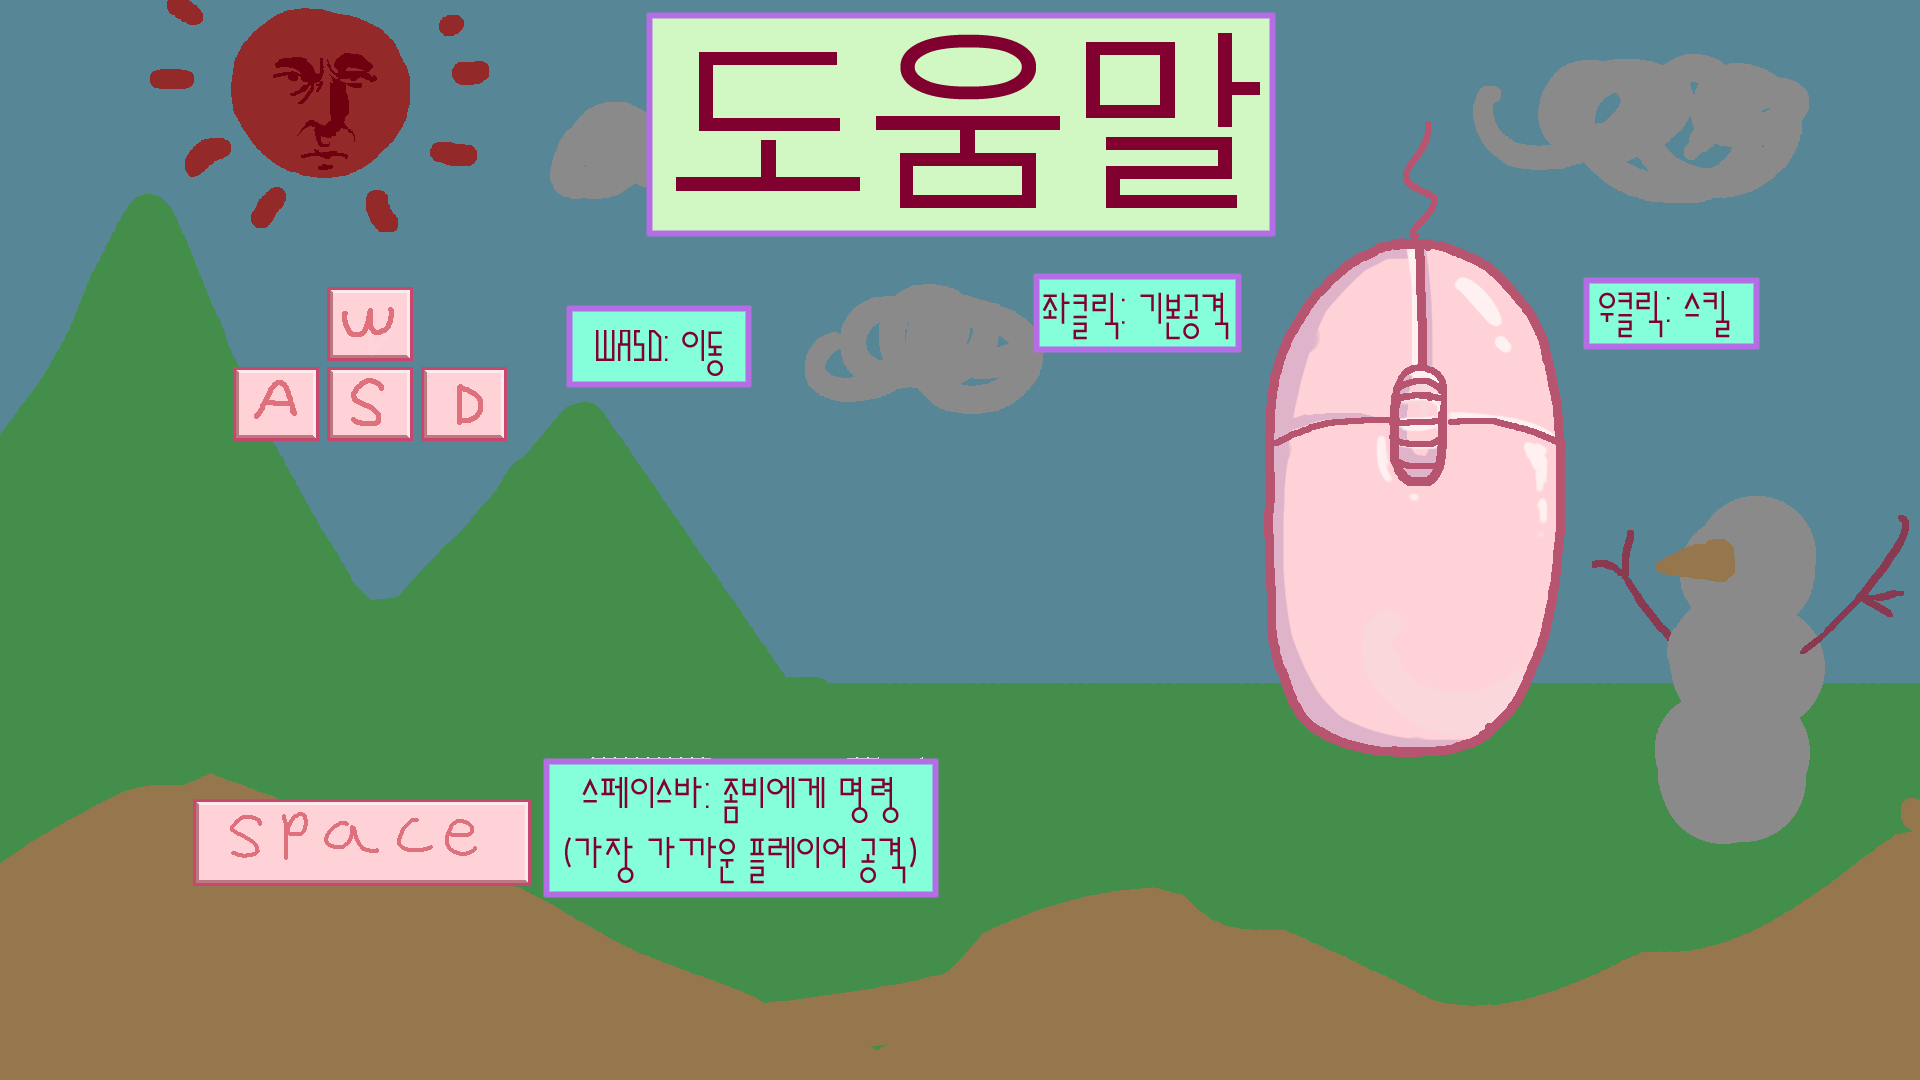 도움말
W
A S D
WASD: 이동
좌클릭: 기본공격
우클릭: 스킬
space
스페이스바: 좀비에게 명령
(가장 가까운 플레이어 공격)